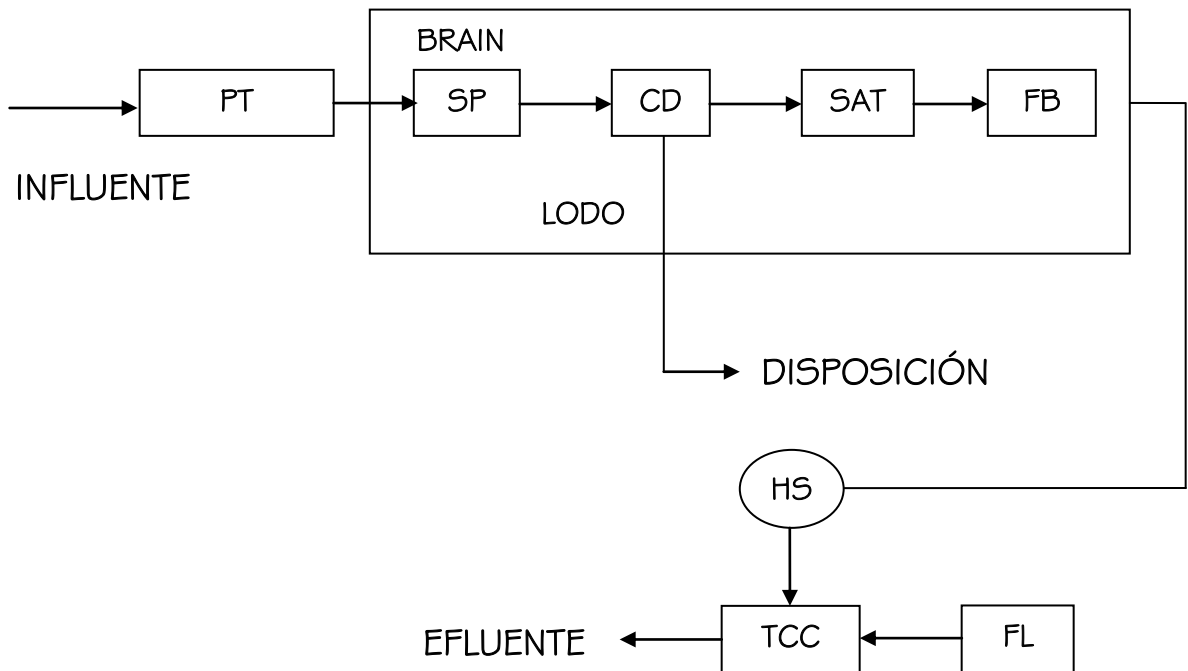 BRAIN
PT
SP
CD
SAT
FB
INFLUENTE
LODO
DISPOSICIÓN
HS
EFLUENTE
TCC
FL